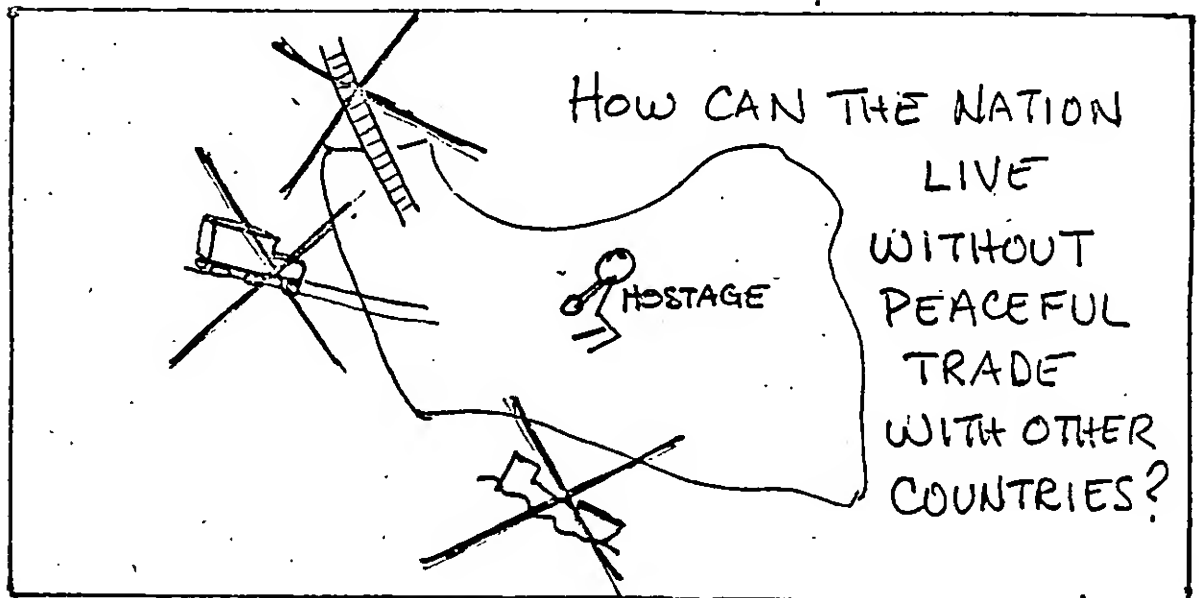 HOW CAN THE NATION
LIVE
WITHOUT
PEACEFUL
TRADE
WITH OTHER
COUNTRIES?
HOSTAGE